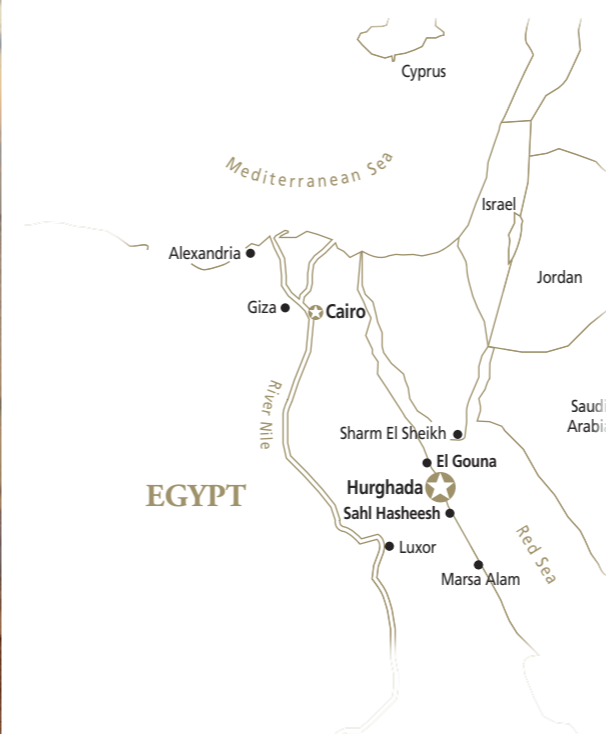 Cyprus
Mediterranean Sea
Israel
Alexandria
Jordan
Giza
Cairo
River Nile
Saudi
Arabia
Sharm El Sheikh
El Gouna
EGYPT
Hurghada
Sahl Hasheesh
Red Sea
Luxor
Marsa Alam